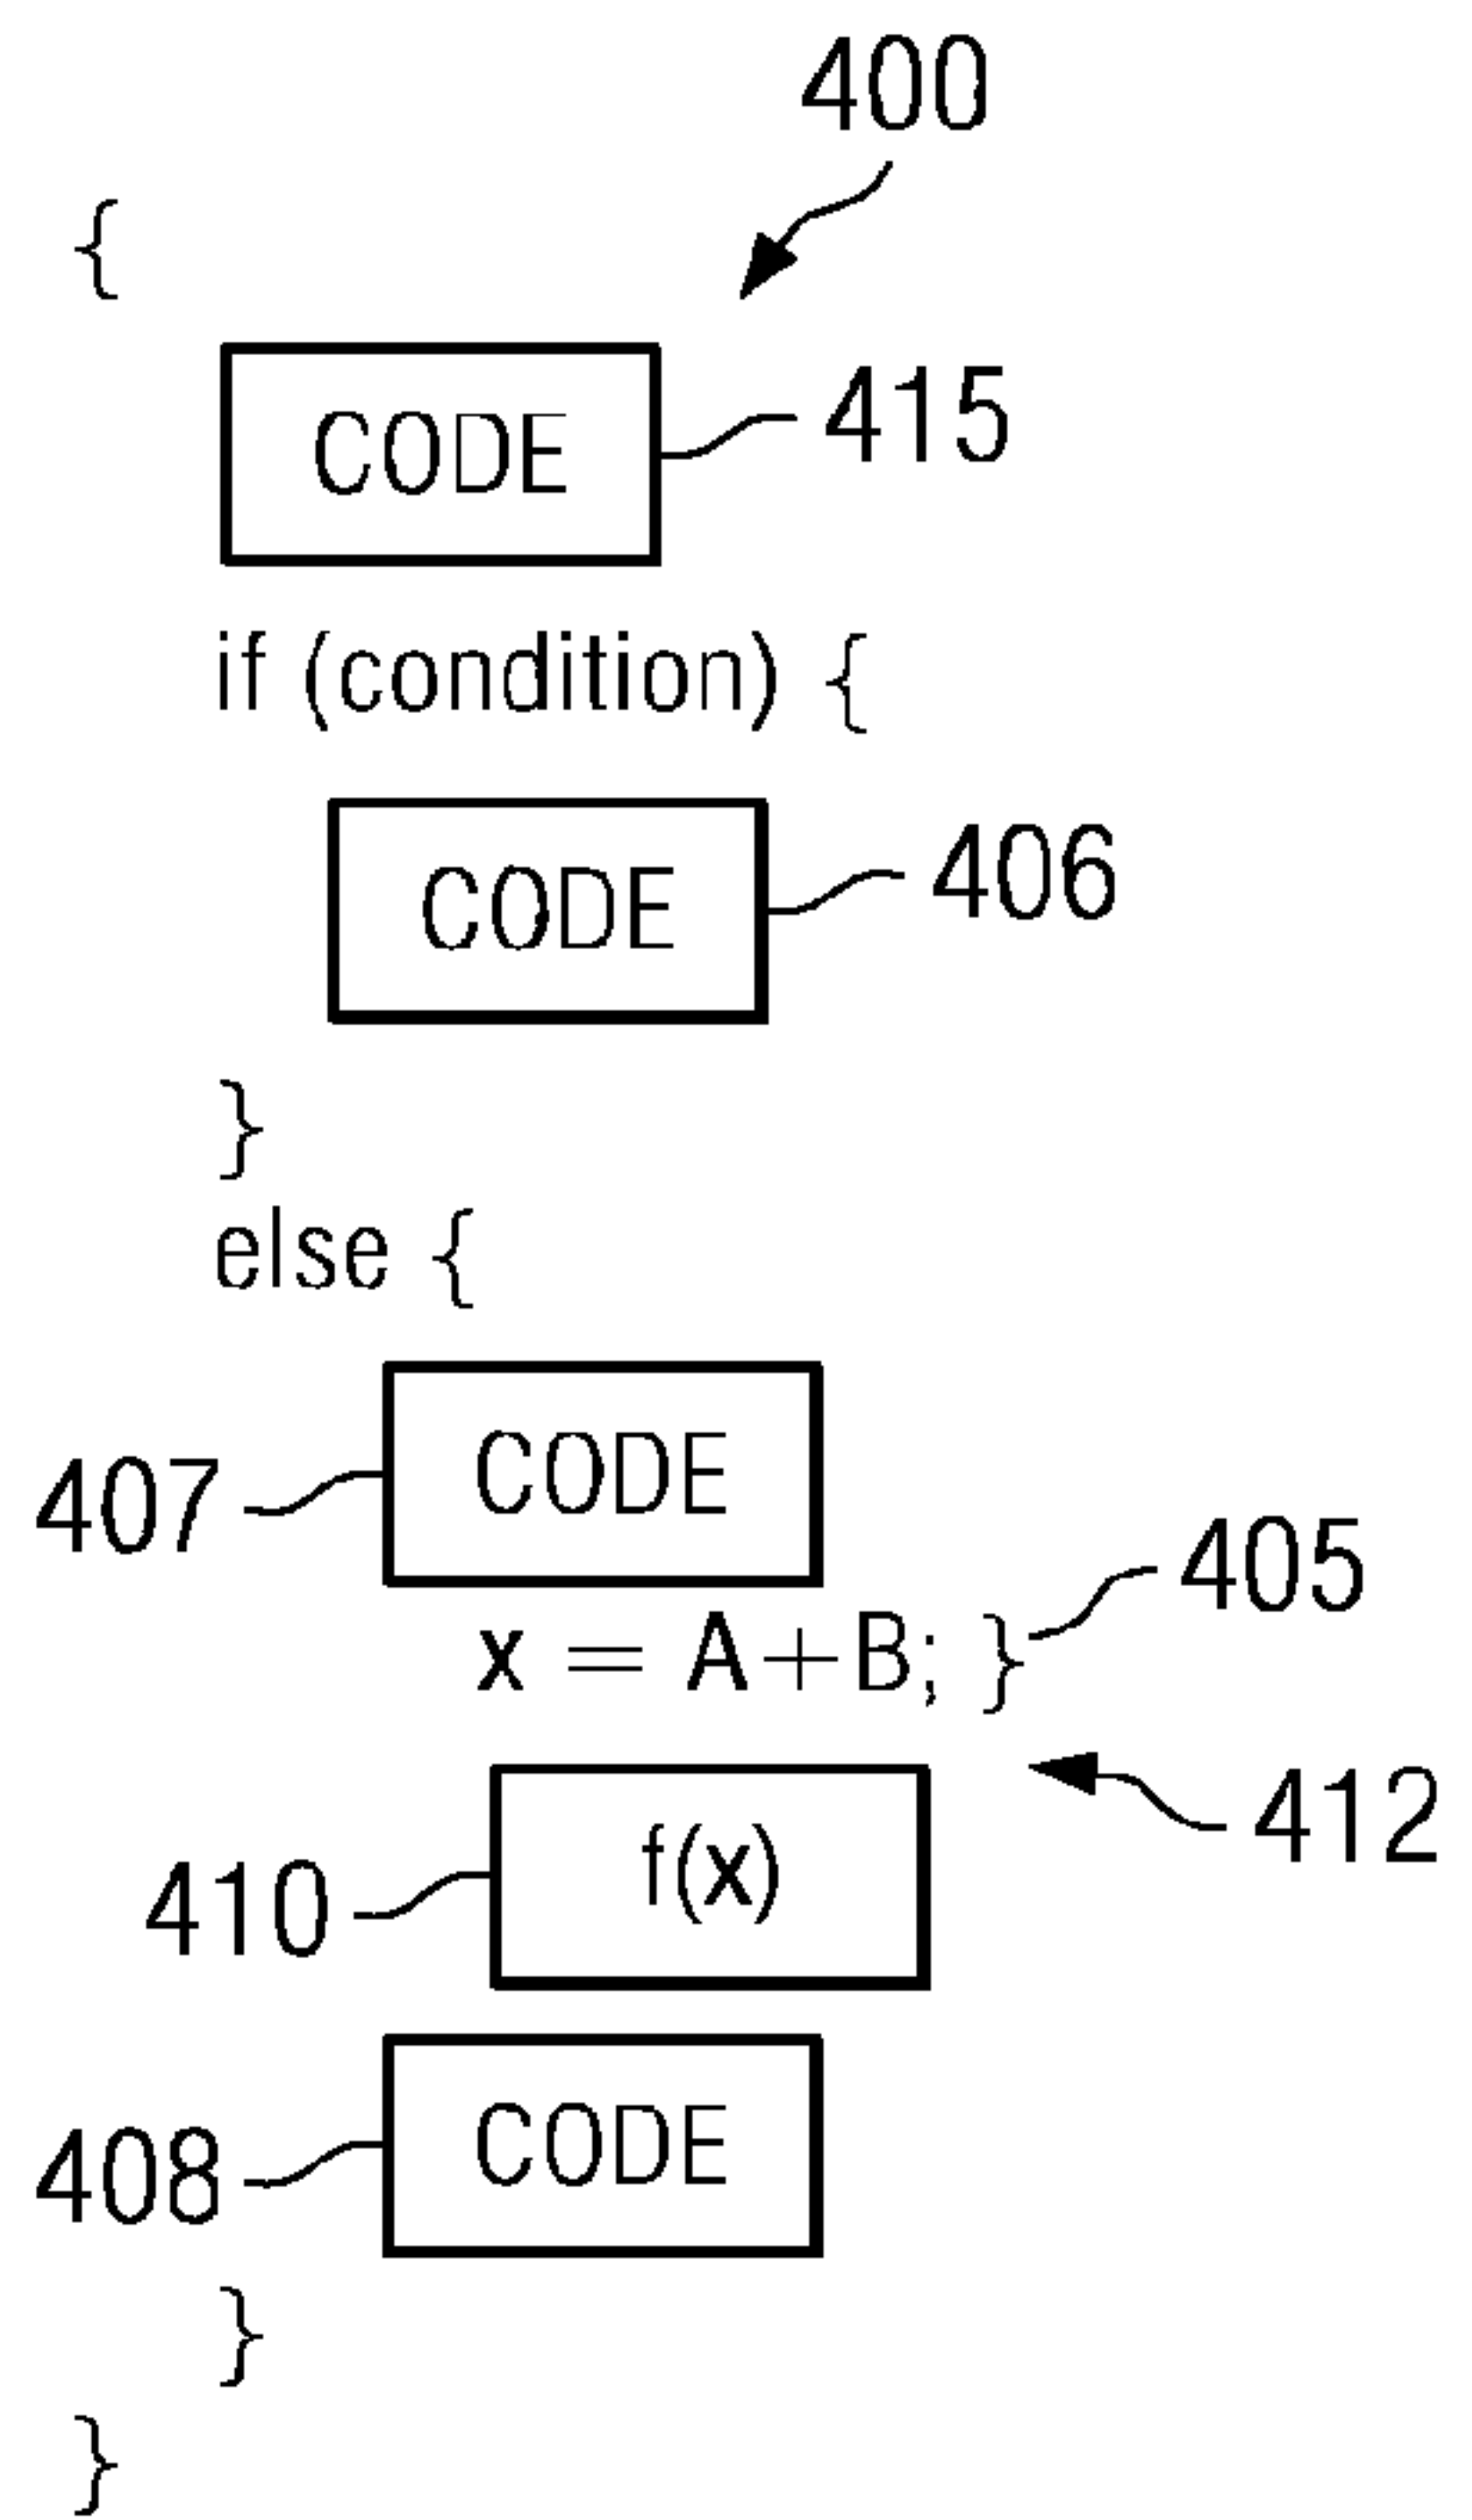 400
{
CODE 415
if (condition) {
CODE 406
}
else {
407 CODE
405
x = A+B; }
412
410 f(x)
408 CODE
}
}